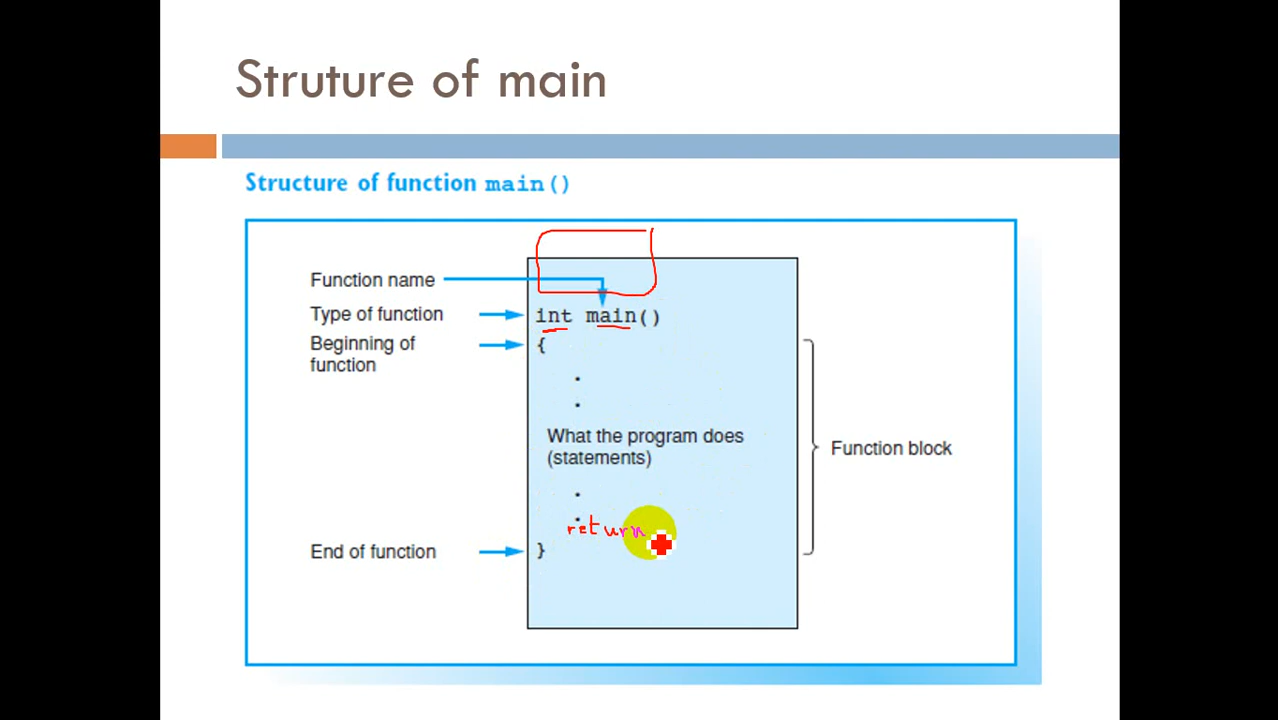 Struture of main
Structure of function main()
Function name
Type of function
int main()
Beginning of
function
{
.
.
What the program does
(statements)
Function block
.
.
return
End of function
}